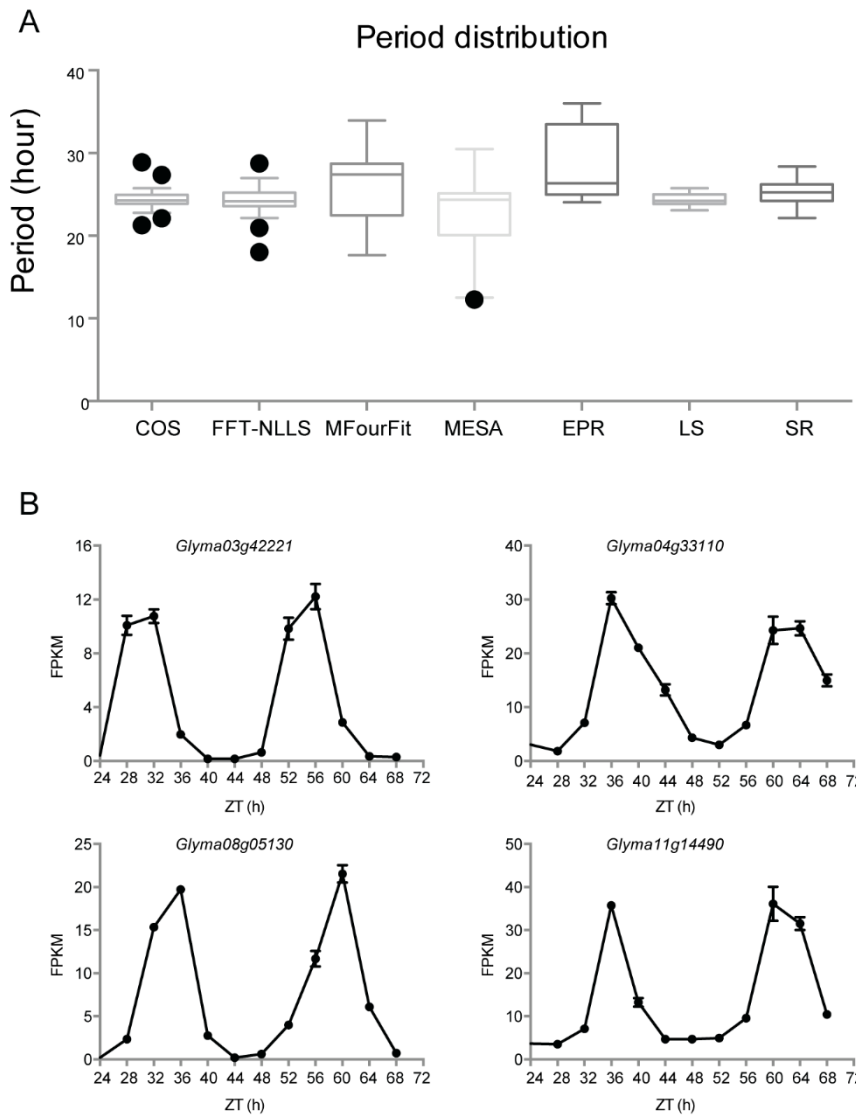 A
Period distribution
Period (hour)
40
30
20
10
0
COS FFT-NLLS MFourFit MESA EPR LS SR
B
Glyma03g42221
FPKM
16
12
8
4
0
24 28 32 36 40 44 48 52 56 60 64 68 72
ZT (h)
Glyma04g33110
FPKM
40
30
20
10
0
24 28 32 36 40 44 48 52 56 60 64 68 72
ZT (h)
Glyma08g05130
FPKM
25
20
15
10
5
0
24 28 32 36 40 44 48 52 56 60 64 68 72
ZT (h)
Glyma11g14490
FPKM
50
40
30
20
10
0
24 28 32 36 40 44 48 52 56 60 64 68 72
ZT (h)